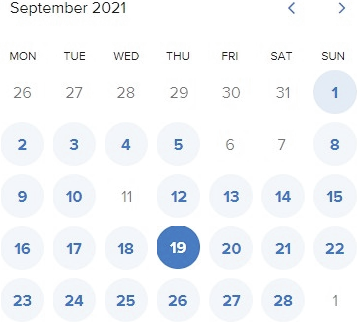 September 2021
MON TUE WED THU FRI SAT SUN
26 27 28 29 30 31 1
2 3 4 5 6 7 8
9 10 11 12 13 14 15
16 17 18 19 20 21 22
23 24 25 26 27 28 1